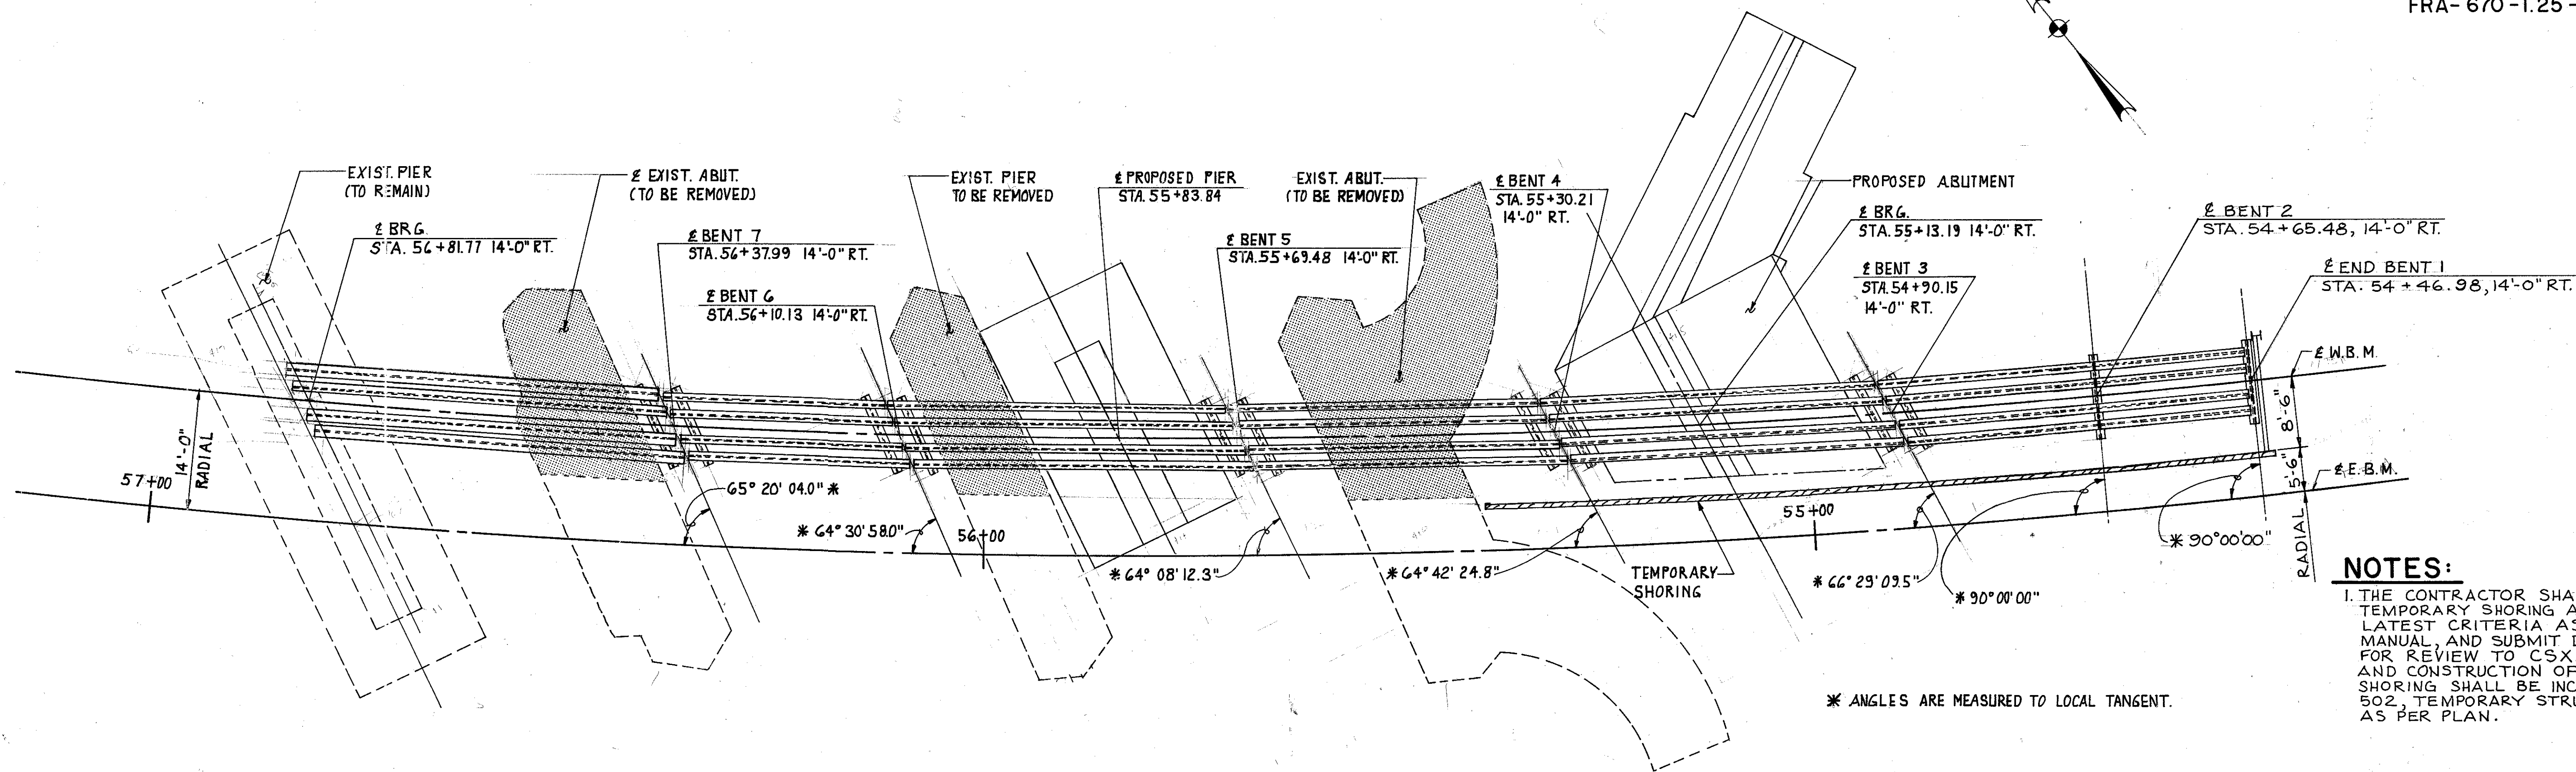 FRA-670-1.25-
EXIST. PIER
(TO REMAIN)
℄ BRG.
STA. 56+81.77 14'-0" RT.
℄ EXIST. ABUT.
(TO BE REMOVED)
℄ BENT 7
STA. 56+37.99 14'-0" RT.
℄ BENT 6
STA. 56+10.13 14'-0" RT.
EXIST. PIER
TO BE REMOVED
℄ PROPOSED PIER
STA. 55+83.84
℄ BENT 5
STA. 55+69.48 14'-0" RT.
EXIST. ABUT.
(TO BE REMOVED)
℄ BENT 4
STA. 55+30.21
14'-0" RT.
PROPOSED ABUTMENT
℄ BRG.
STA. 55+13.19 14'-0" RT.
℄ BENT 3
STA. 54+90.15
14'-0" RT.
℄ BENT 2
STA. 54+65.48, 14'-0" RT.
℄ END BENT 1
STA. 54+46.98, 14'-0" RT.
℄ W.B.M.
8'-6"
5'-6"
℄ E.B.M.
RADIAL
57+00
14'-0"
RADIAL
65° 20' 04.0" *
* 64° 30' 58.0"
56+00
* 64° 08' 12.3"
* 64° 42' 24.8"
TEMPORARY
SHORING
55+00
* 66° 29' 09.5"
* 90° 00' 00"
* 90° 00' 00"
* ANGLES ARE MEASURED TO LOCAL TANGENT.
NOTES:
1. THE CONTRACTOR SHA
TEMPORARY SHORING A
LATEST CRITERIA AS
MANUAL, AND SUBMIT D
FOR REVIEW TO CSX
AND CONSTRUCTION OF
SHORING SHALL BE INC
502, TEMPORARY STRU
AS PER PLAN.